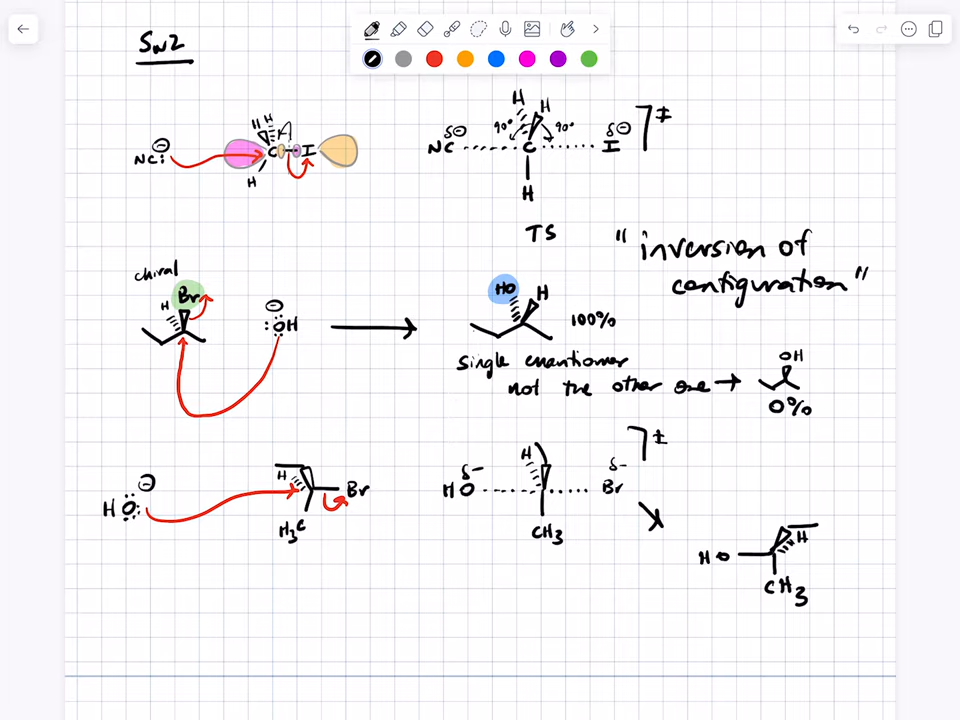 SN2
H H
NC:⊖ C I
H
H H
90° 90°
δ⊖ δ⊖
NC C I ‡
H
TS
"inversion of
configuration"
chiral
Br
H
⊖
:ÖH
HO H
100%
single enantiomer
not the other one →
OH
0%
⊖
HO:
H
Br
H3C
H
δ- δ-
HO Br ‡
CH3
HO H
CH3